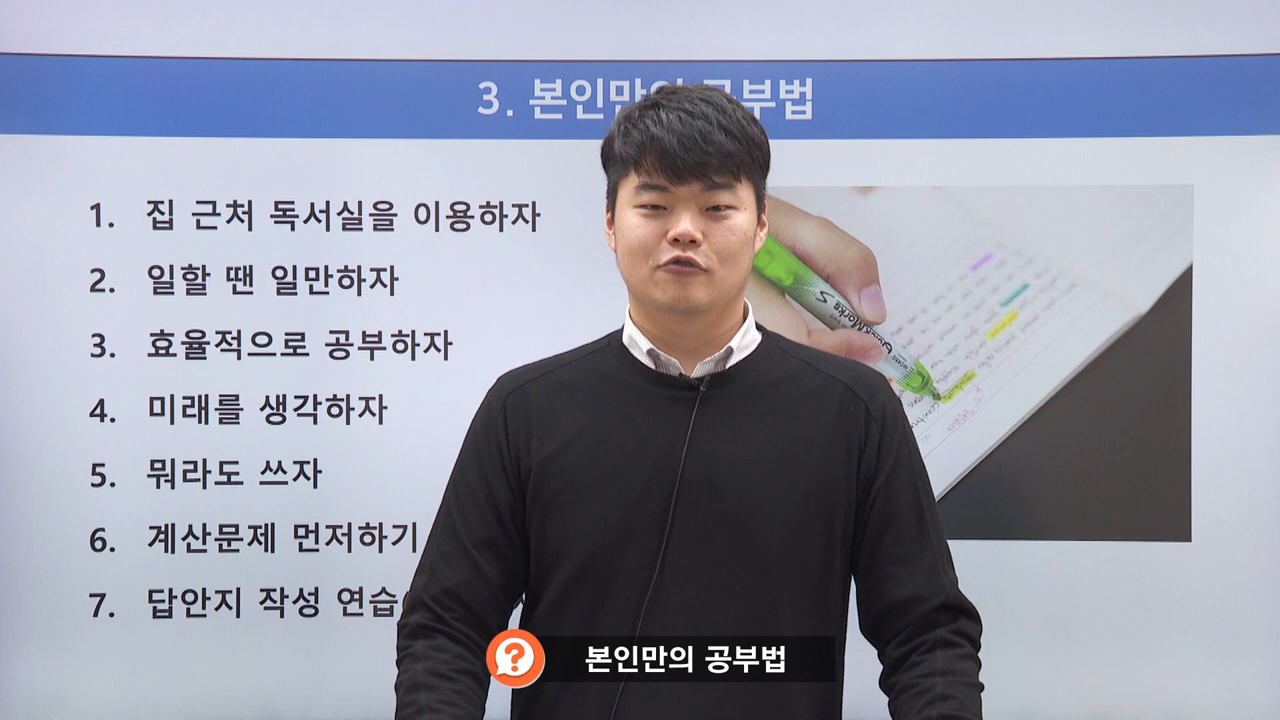 3. 본인만의 공부법
1. 집 근처 독서실을 이용하자
2. 일할 땐 일만하자
3. 효율적으로 공부하자
4. 미래를 생각하자
5. 뭐라도 쓰자
6. 계산문제 먼저하기
7. 답안지 작성 연습
QuickMarks S
본인만의 공부법